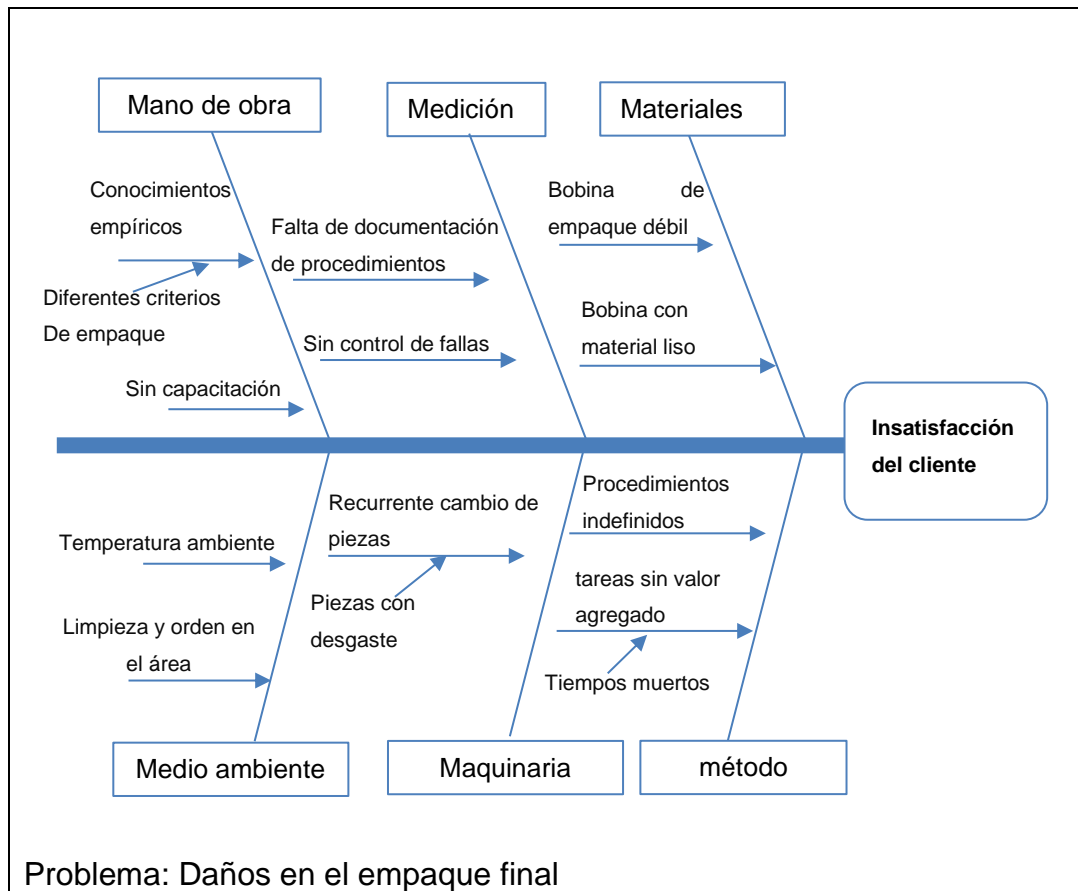 Mano de obra
Medición
Materiales
Conocimientos
empíricos
Diferentes criterios
De empaque
Sin capacitación
Falta de documentación
de procedimientos
Sin control de fallas
Bobina de
empaque débil
Bobina con
material liso
Insatisfacción
del cliente
Temperatura ambiente
Limpieza y orden en
el área
Recurrente cambio de
piezas
Piezas con
desgaste
Procedimientos
indefinidos
tareas sin valor
agregado
Tiempos muertos
Medio ambiente
Maquinaria
método
Problema: Daños en el empaque final